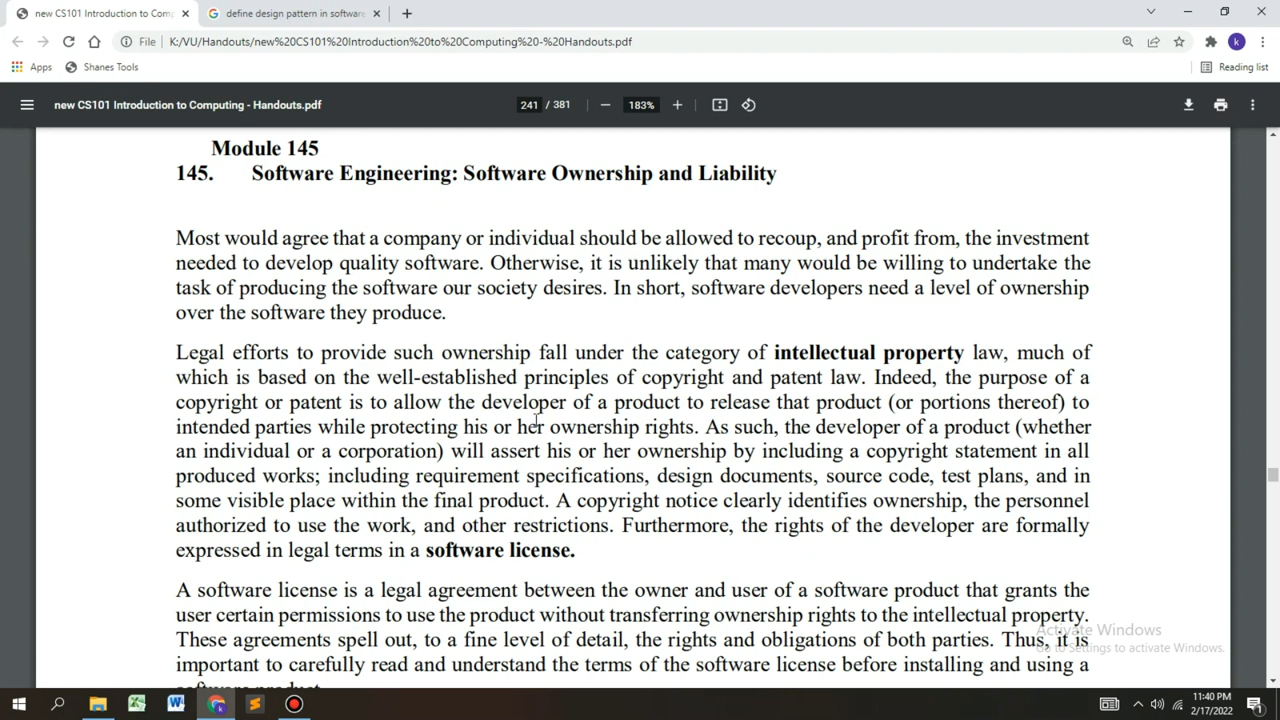 new CS101 Introduction to Com
define design pattern in software
File
K:/VU/Handouts/new%20CS101%20Introduction%20to%20Computing%20-%20Handouts.pdf
k
Apps
Shanes Tools
Reading list
new CS101 Introduction to Computing - Handouts.pdf
241 / 381
183%
Module 145
145. Software Engineering: Software Ownership and Liability
Most would agree that a company or individual should be allowed to recoup, and profit from, the investment
needed to develop quality software. Otherwise, it is unlikely that many would be willing to undertake the
task of producing the software our society desires. In short, software developers need a level of ownership
over the software they produce.
Legal efforts to provide such ownership fall under the category of intellectual property law, much of
which is based on the well-established principles of copyright and patent law. Indeed, the purpose of a
copyright or patent is to allow the developer of a product to release that product (or portions thereof) to
intended parties while protecting his or her ownership rights. As such, the developer of a product (whether
an individual or a corporation) will assert his or her ownership by including a copyright statement in all
produced works; including requirement specifications, design documents, source code, test plans, and in
some visible place within the final product. A copyright notice clearly identifies ownership, the personnel
authorized to use the work, and other restrictions. Furthermore, the rights of the developer are formally
expressed in legal terms in a software license.
A software license is a legal agreement between the owner and user of a software product that grants the
user certain permissions to use the product without transferring ownership rights to the intellectual property.
These agreements spell out, to a fine level of detail, the rights and obligations of both parties. Thus, it is
important to carefully read and understand the terms of the software license before installing and using a
software product.
Activate Windows
Go to Settings to activate Windows.
11:40 PM
2/17/2022
1